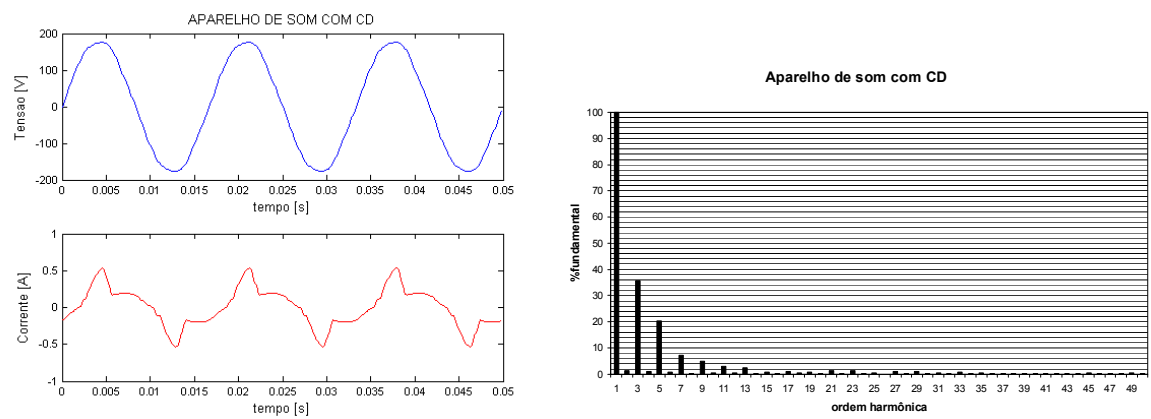 APARELHO DE SOM COM CD
Tensao [V]
200
100
0
-100
-200
0 0.005 0.01 0.015 0.02 0.025 0.03 0.035 0.04 0.045 0.05
tempo [s]
Corrente [A]
1
0.5
0
-0.5
-1
0 0.005 0.01 0.015 0.02 0.025 0.03 0.035 0.04 0.045 0.05
tempo [s]
Aparelho de som com CD
%fundamental
100
90
80
70
60
50
40
30
20
10
0
1 3 5 7 9 11 13 15 17 19 21 23 25 27 29 31 33 35 37 39 41 43 45 47 49
ordem harmônica